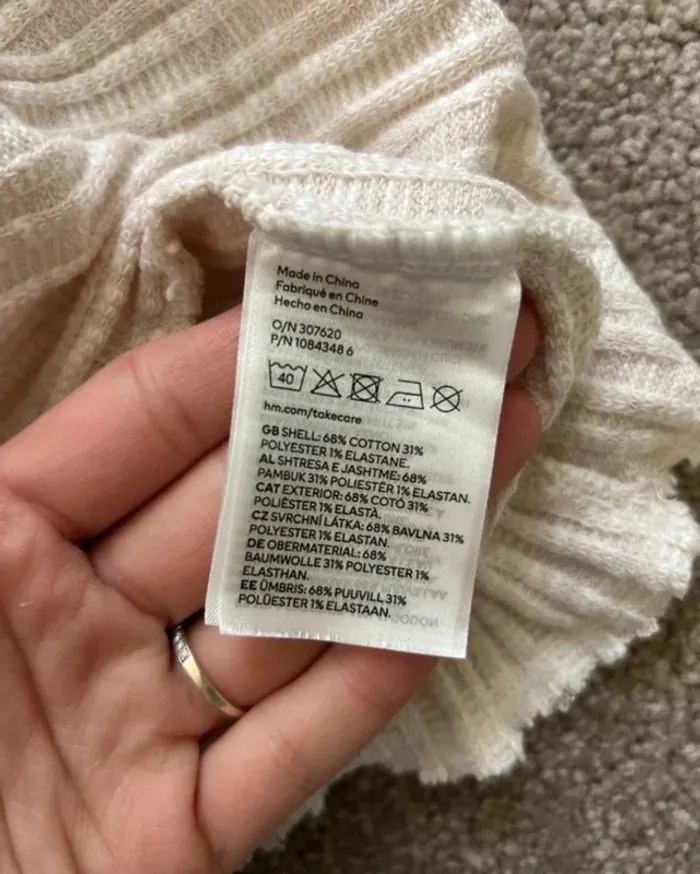 Made in China
Fabriqué en Chine
Hecho en China
O/N 307620
P/N 1084348 6
40
hm.com/takecare
GB SHELL: 68% COTTON 31%
POLYESTER 1% ELASTANE.
AL SHTRESA E JASHTME: 68%
PAMBUK 31% POLIESTËR 1% ELASTAN.
CAT EXTERIOR: 68% COTÓ 31%
POLIÈSTER 1% ELASTÀ.
CZ SVRCHNÍ LÁTKA: 68% BAVLNA 31%
POLYESTER 1% ELASTAN.
DE OBERMATERIAL: 68%
BAUMWOLLE 31% POLYESTER 1%
ELASTHAN.
EE ÜMBRIS: 68% PUUVILL 31%
POLÜESTER 1% ELASTAAN.